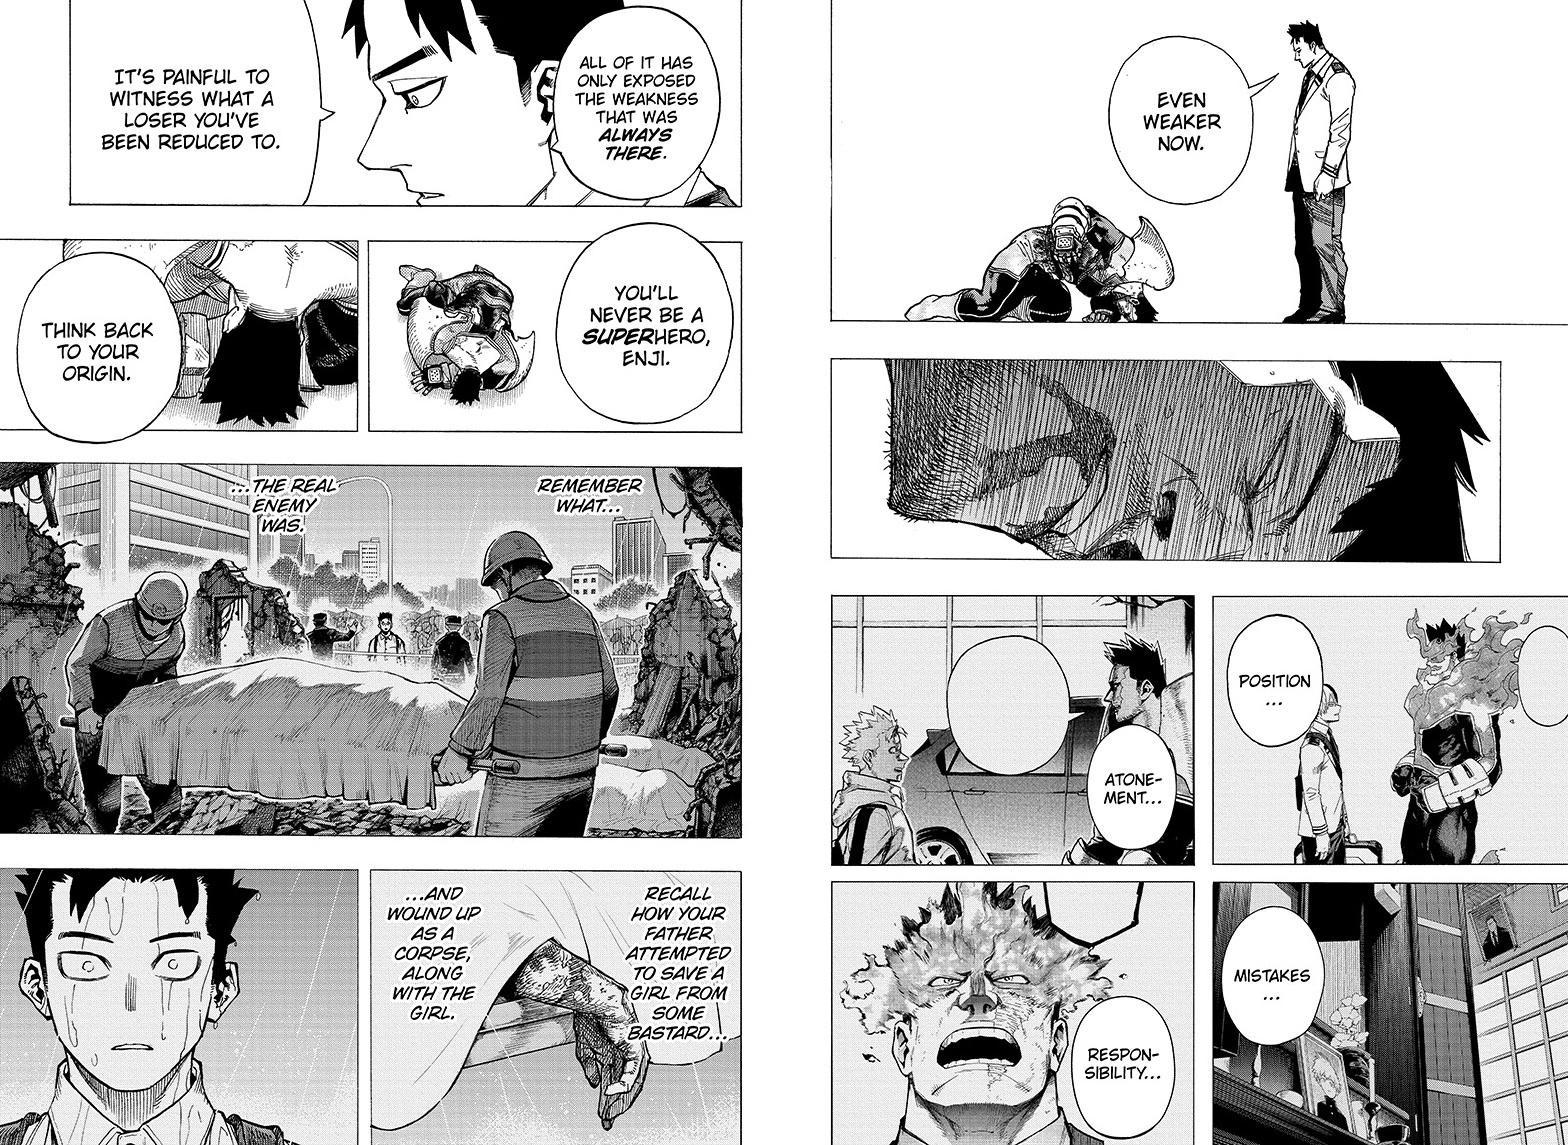 EVEN
WEAKER
NOW.
POSITION
...
ATONE-
MENT...
MISTAKES
...
RESPON-
SIBILITY...
ALL OF IT HAS
ONLY EXPOSED
THE WEAKNESS
THAT WAS
ALWAYS
THERE.
IT'S PAINFUL TO
WITNESS WHAT A
LOSER YOU'VE
BEEN REDUCED TO.
YOU'LL
NEVER BE A
SUPERHERO,
ENJI.
THINK BACK
TO YOUR
ORIGIN.
REMEMBER
WHAT...
...THE REAL
ENEMY
WAS.
RECALL
HOW YOUR
FATHER
ATTEMPTED
TO SAVE A
GIRL FROM
SOME
BASTARD...
...AND
WOUND UP
AS A
CORPSE,
ALONG
WITH THE
GIRL.